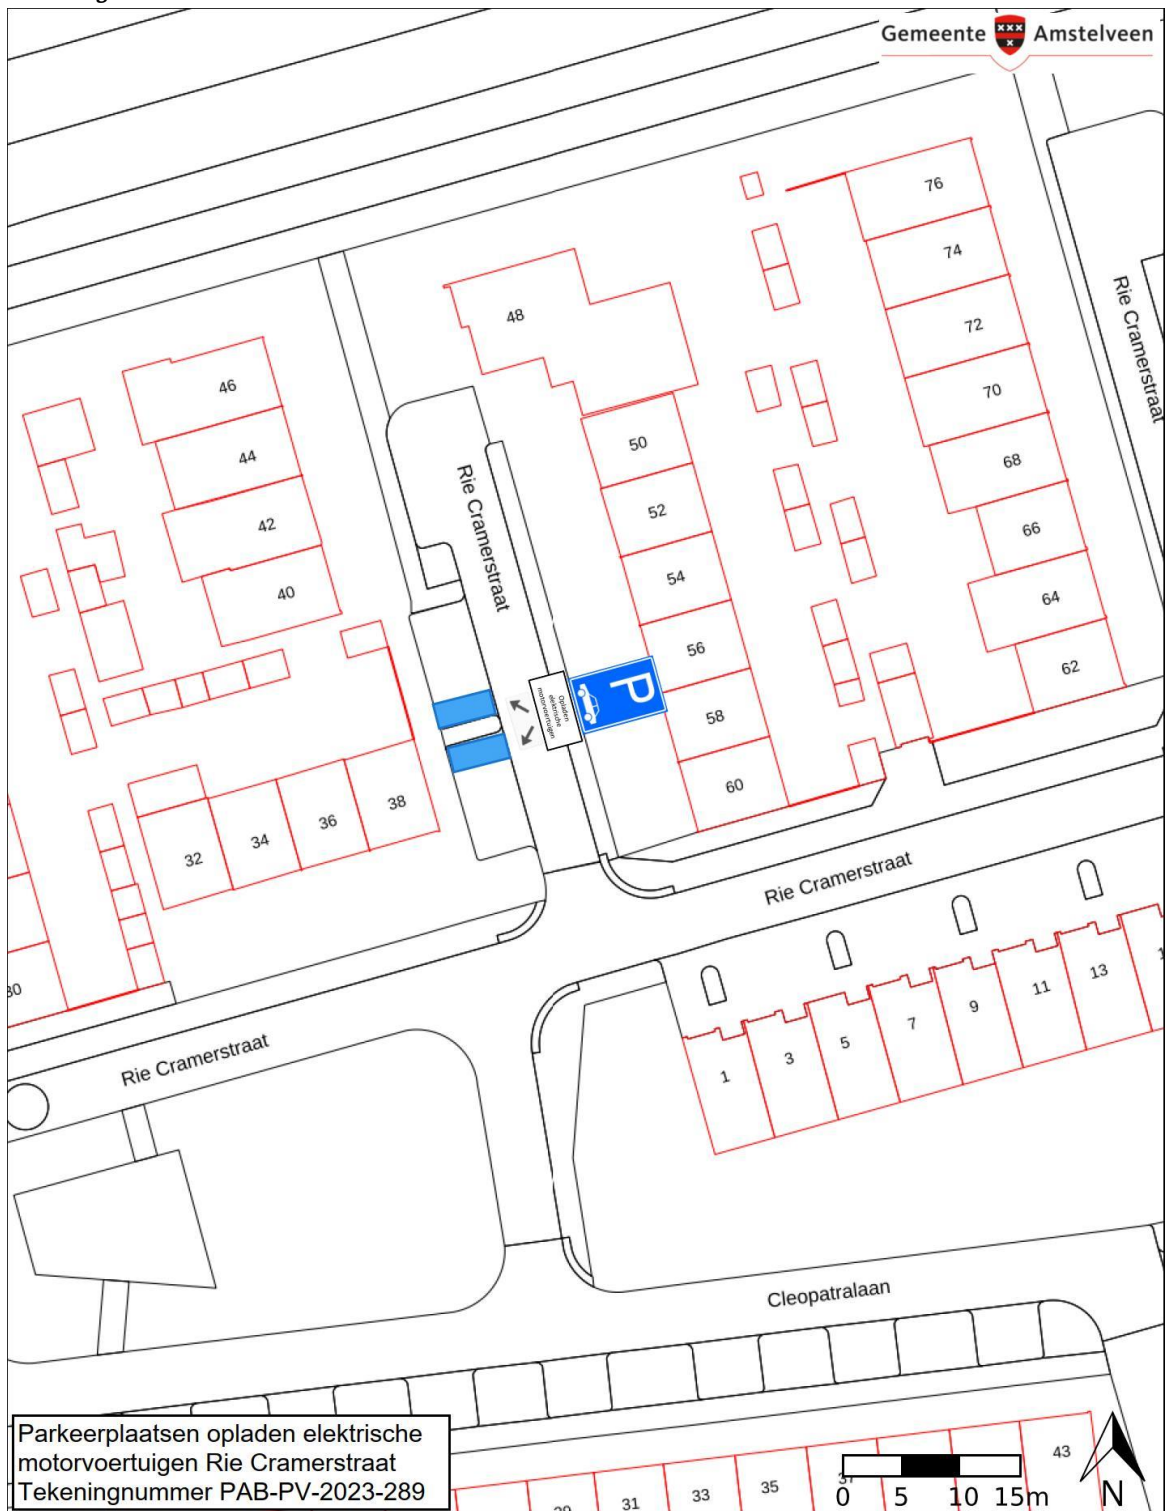 Gemeente Amstelveen
76
74
72
70
68
66
64
62
Rie Cramerstraat
48
50
52
54
56
58
60
46
44
42
40
Rie Cramerstraat
Opladen
elektrische
motorvoertuigen
P
38
36
34
32
30
Rie Cramerstraat
Rie Cramerstraat
1
3
5
7
9
11
13
Cleopatralaan
Parkeerplaatsen opladen elektrische
motorvoertuigen Rie Cramerstraat
Tekeningnummer PAB-PV-2023-289
31
33
35
37
43
0 5 10 15m
N